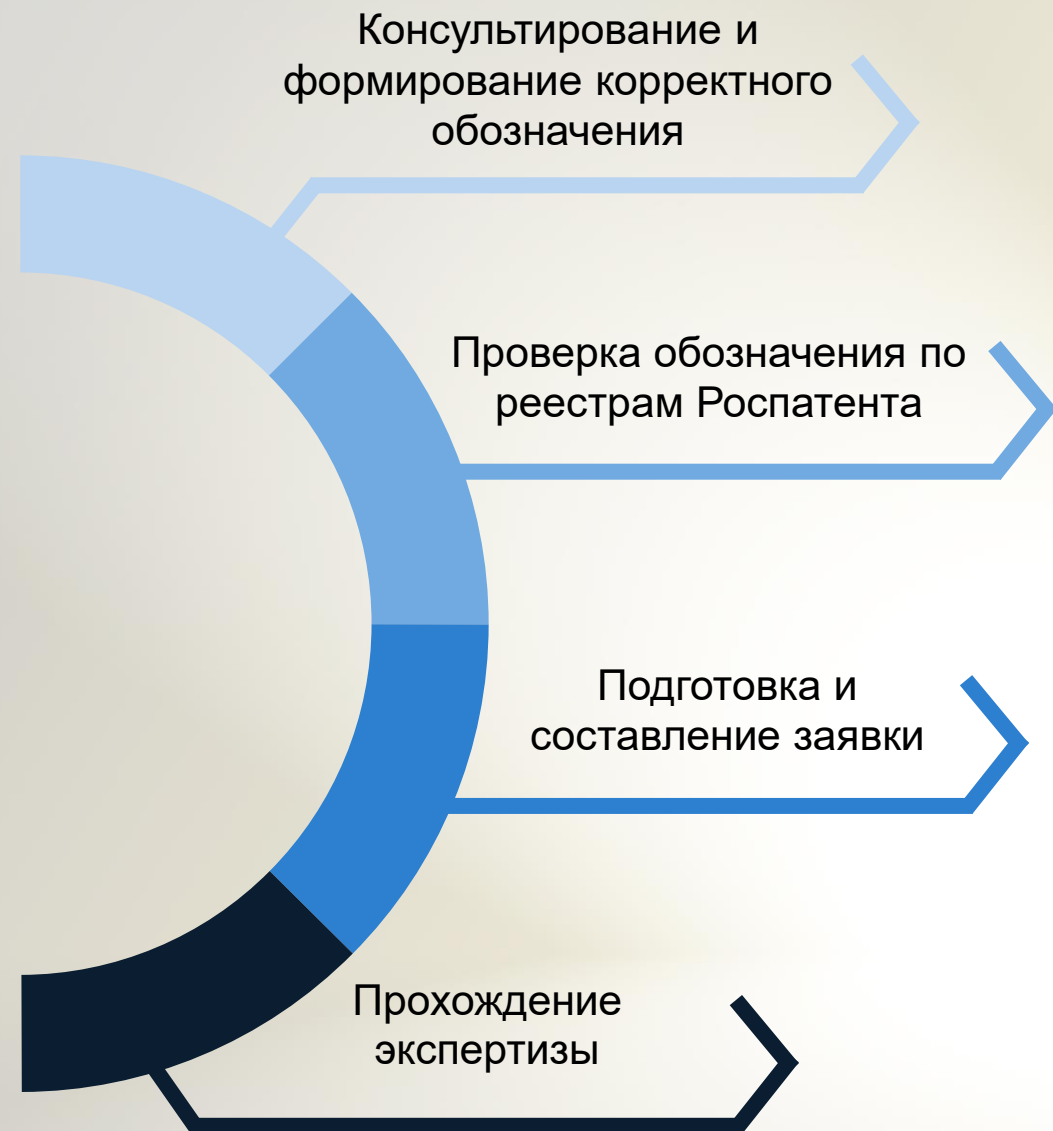 Консультирование и
формирование корректного
обозначения
Проверка обозначения по
реестрам Роспатента
Подготовка и
составление заявки
Прохождение
экспертизы